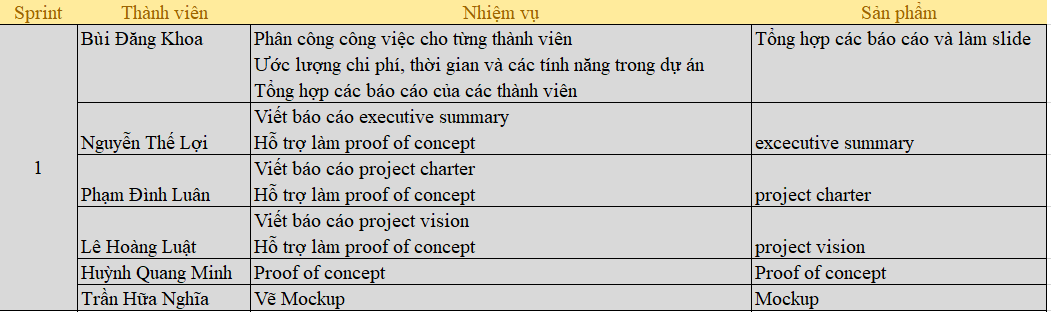 Sprint Thành viên Nhiệm vụ Sản phẩm
1
Bùi Đăng Khoa Phân công công việc cho từng thành viên Tổng hợp các báo cáo và làm slide
Ước lượng chi phí, thời gian và các tính năng trong dự án
Tổng hợp các báo cáo của các thành viên
Viết báo cáo executive summary
Nguyễn Thế Lợi Hỗ trợ làm proof of concept excecutive summary
Viết báo cáo project charter
Phạm Đình Luân Hỗ trợ làm proof of concept project charter
Viết báo cáo project vision
Lê Hoàng Luật Hỗ trợ làm proof of concept project vision
Huỳnh Quang Minh Proof of concept Proof of concept
Trần Hữa Nghĩa Vẽ Mockup Mockup